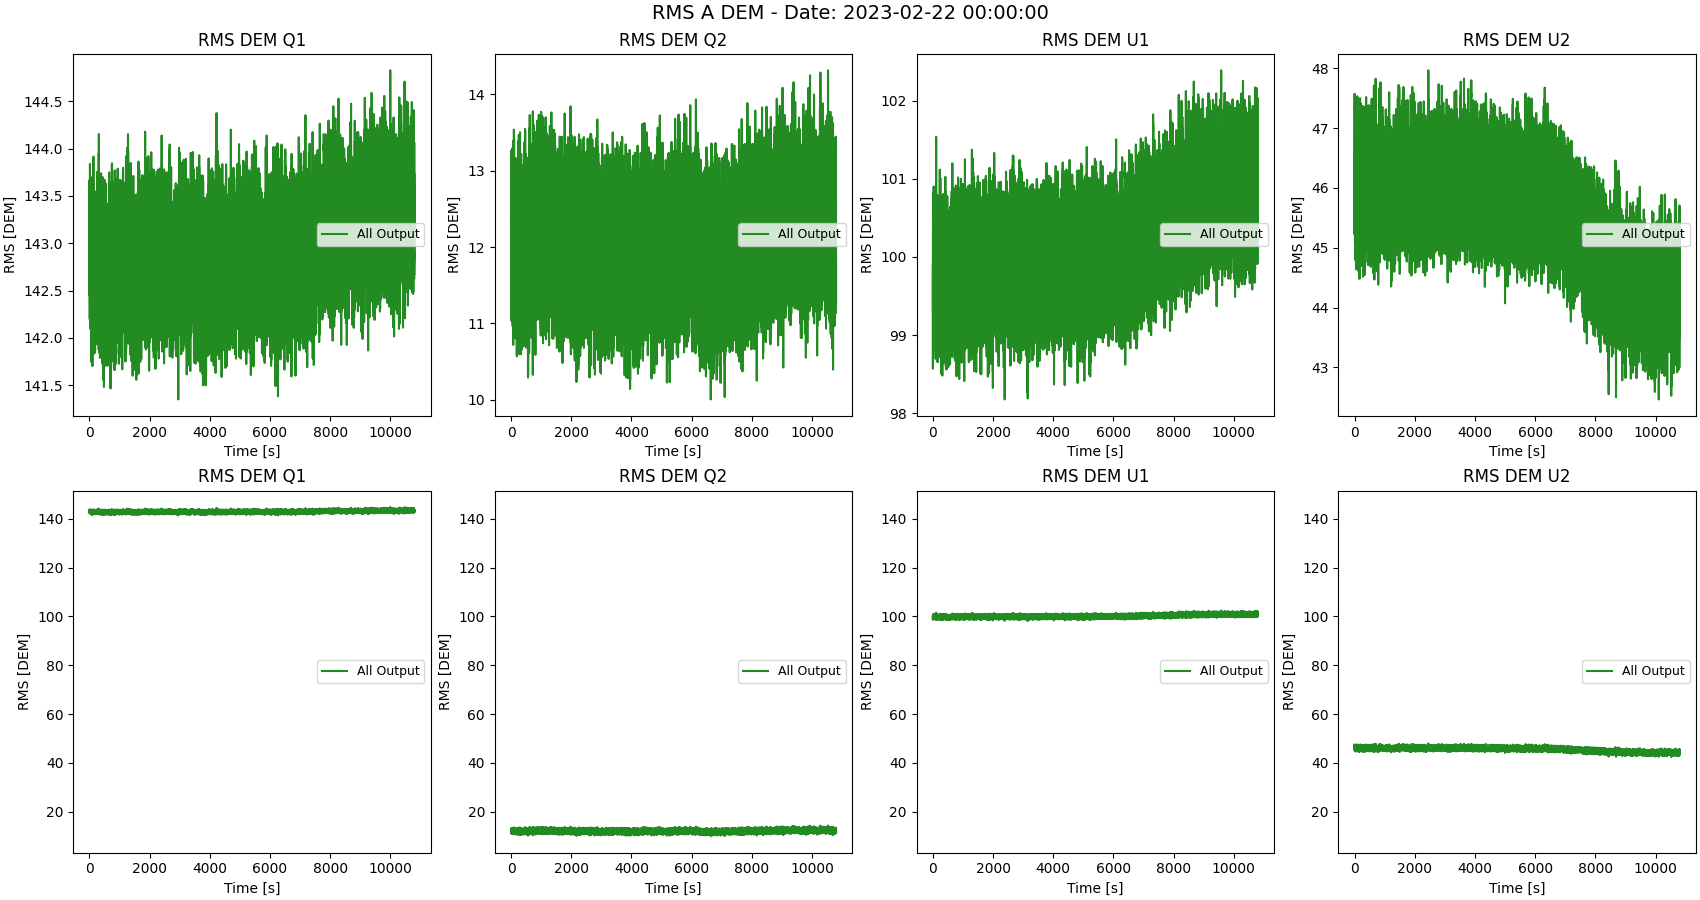 RMS A DEM - Date: 2023-02-22 00:00:00
RMS DEM Q1
RMS [DEM]
144.5
144.0
143.5
143.0
142.5
142.0
141.5
All Output
0 2000 4000 6000 8000 10000
Time [s]
RMS DEM Q2
RMS [DEM]
14
13
12
11
10
All Output
0 2000 4000 6000 8000 10000
Time [s]
RMS DEM U1
RMS [DEM]
102
101
100
99
98
All Output
0 2000 4000 6000 8000 10000
Time [s]
RMS DEM U2
RMS [DEM]
48
47
46
45
44
43
All Output
0 2000 4000 6000 8000 10000
Time [s]
RMS DEM Q1
RMS [DEM]
140
120
100
80
60
40
20
All Output
0 2000 4000 6000 8000 10000
Time [s]
RMS DEM Q2
RMS [DEM]
140
120
100
80
60
40
20
All Output
0 2000 4000 6000 8000 10000
Time [s]
RMS DEM U1
RMS [DEM]
140
120
100
80
60
40
20
All Output
0 2000 4000 6000 8000 10000
Time [s]
RMS DEM U2
RMS [DEM]
140
120
100
80
60
40
20
All Output
0 2000 4000 6000 8000 10000
Time [s]